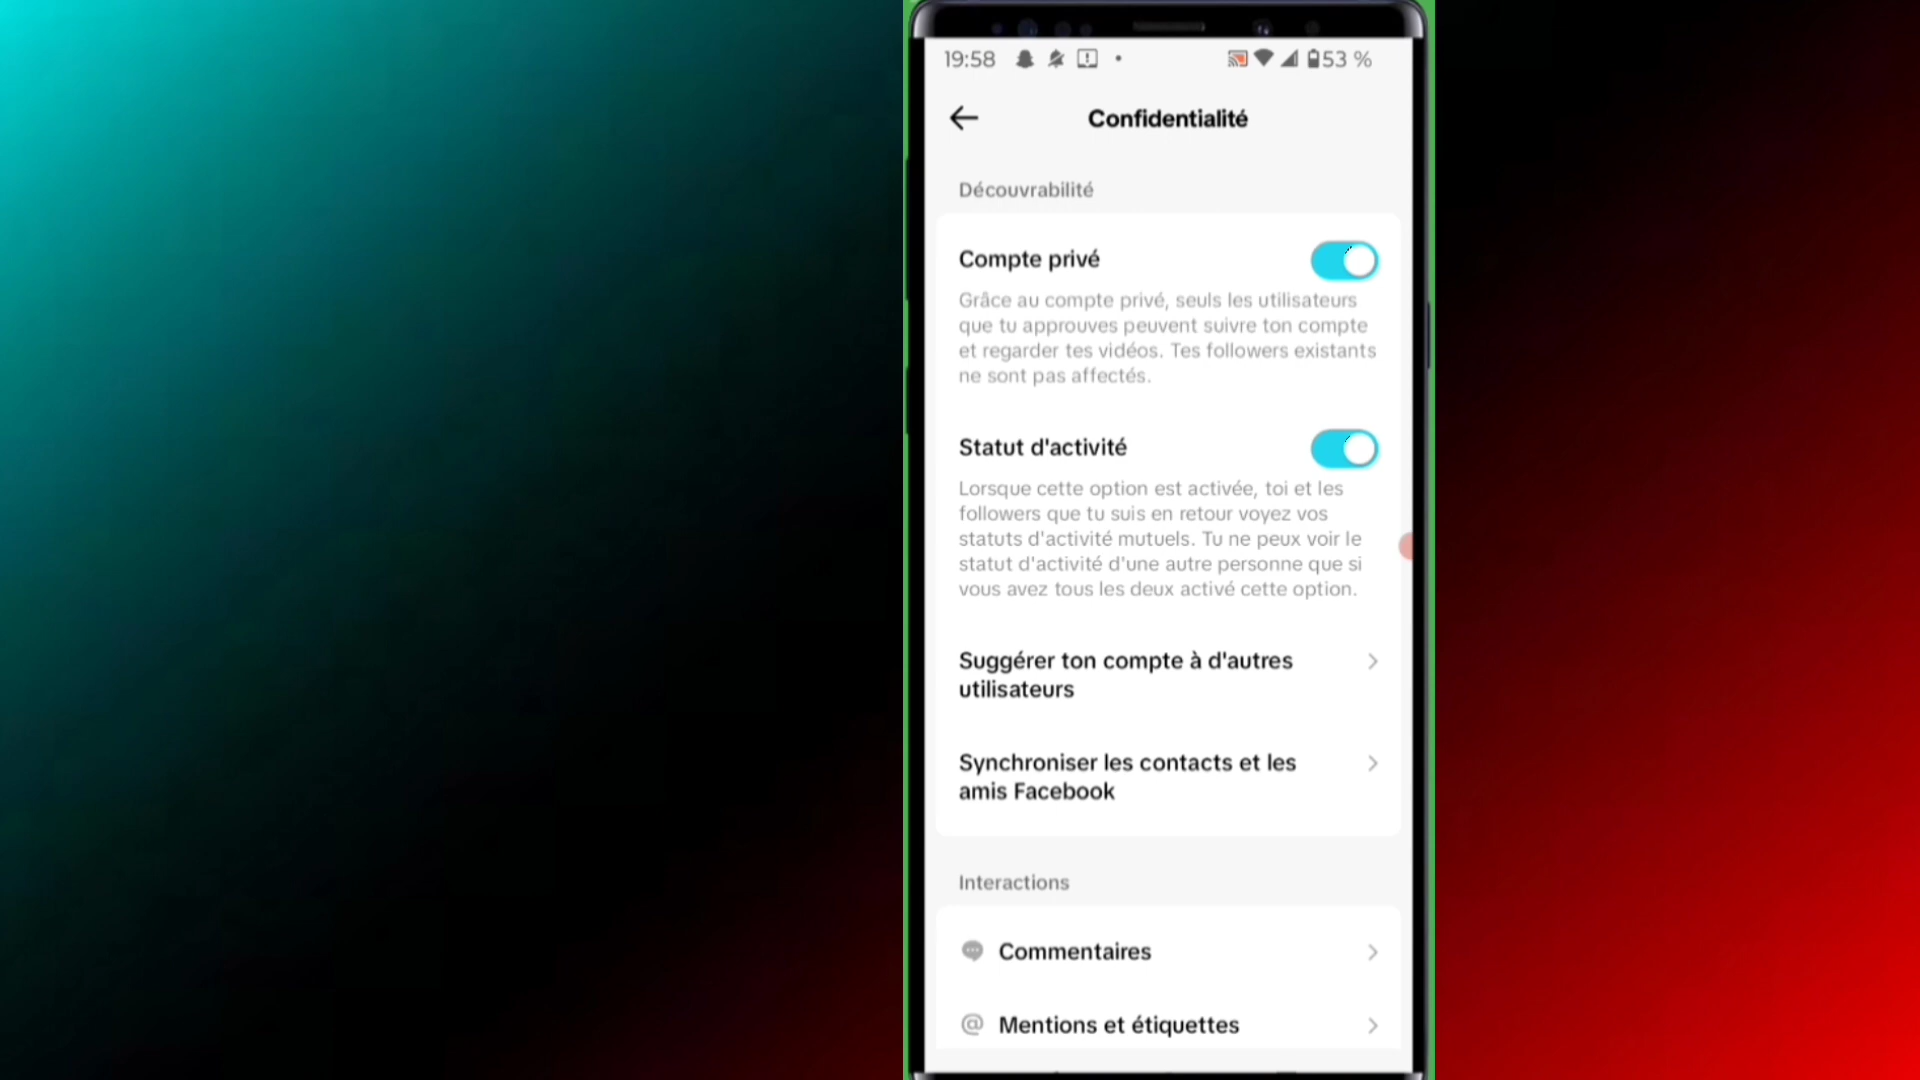 19:58
53 %
Confidentialité
Découvrabilité
Compte privé
Grâce au compte privé, seuls les utilisateurs
que tu approuves peuvent suivre ton compte
et regarder tes vidéos. Tes followers existants
ne sont pas affectés.
Statut d'activité
Lorsque cette option est activée, toi et les
followers que tu suis en retour voyez vos
statuts d'activité mutuels. Tu ne peux voir le
statut d'activité d'une autre personne que si
vous avez tous les deux activé cette option.
Suggérer ton compte à d'autres
utilisateurs
Synchroniser les contacts et les
amis Facebook
Interactions
Commentaires
@ Mentions et étiquettes